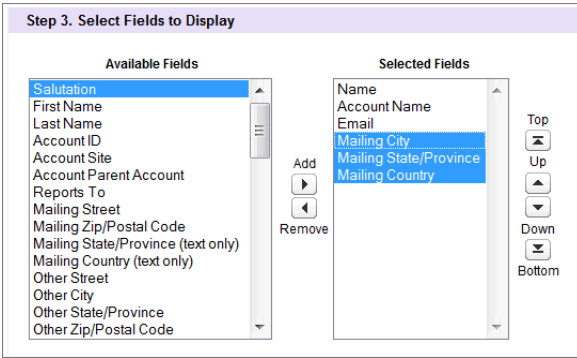 Step 3. Select Fields to Display
Available Fields
Salutation
First Name
Last Name
Account ID
Account Site
Account Parent Account
Reports To
Mailing Street
Mailing Zip/Postal Code
Mailing State/Province (text only)
Mailing Country (text only)
Other Street
Other City
Other State/Province
Other Zip/Postal Code
Add
Remove
Selected Fields
Name
Account Name
Email
Mailing City
Mailing State/Province
Mailing Country
Top
Up
Down
Bottom